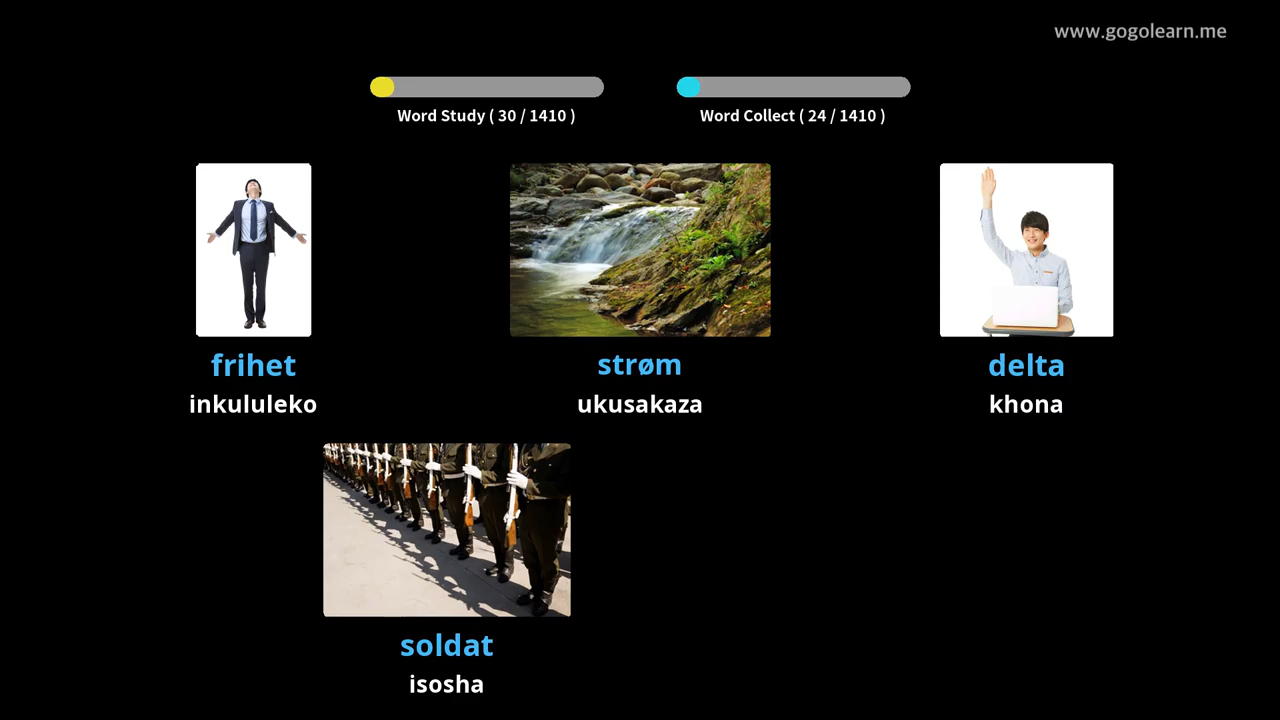 www.gogolearn.me
Word Study ( 30 / 1410 )
Word Collect ( 24 / 1410 )
frihet
inkululeko
strøm
ukusakaza
delta
khona
soldat
isosha